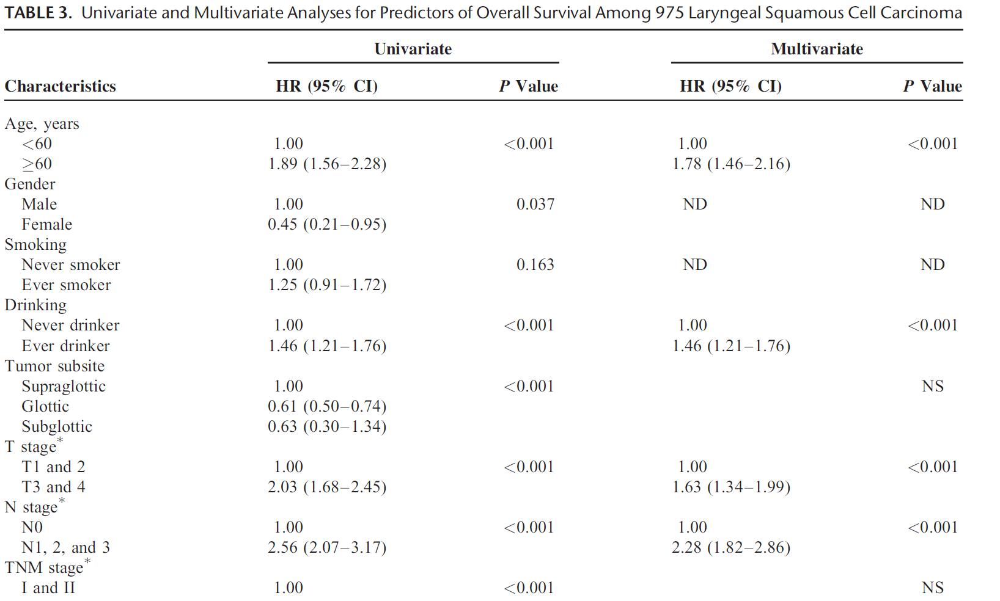 TABLE 3. Univariate and Multivariate Analyses for Predictors of Overall Survival Among 975 Laryngeal Squamous Cell Carcinoma
Univariate Multivariate
Characteristics HR (95% CI) P Value HR (95% CI) P Value
Age, years
<60 1.00 <0.001 1.00 <0.001
≥60 1.89 (1.56–2.28) 1.78 (1.46–2.16)
Gender
Male 1.00 0.037 ND ND
Female 0.45 (0.21–0.95)
Smoking
Never smoker 1.00 0.163 ND ND
Ever smoker 1.25 (0.91–1.72)
Drinking
Never drinker 1.00 <0.001 1.00 <0.001
Ever drinker 1.46 (1.21–1.76) 1.46 (1.21–1.76)
Tumor subsite
Supraglottic 1.00 <0.001 NS
Glottic 0.61 (0.50–0.74)
Subglottic 0.63 (0.30–1.34)
T stage*
T1 and 2 1.00 <0.001 1.00 <0.001
T3 and 4 2.03 (1.68–2.45) 1.63 (1.34–1.99)
N stage*
N0 1.00 <0.001 1.00 <0.001
N1, 2, and 3 2.56 (2.07–3.17) 2.28 (1.82–2.86)
TNM stage*
I and II 1.00 <0.001 NS